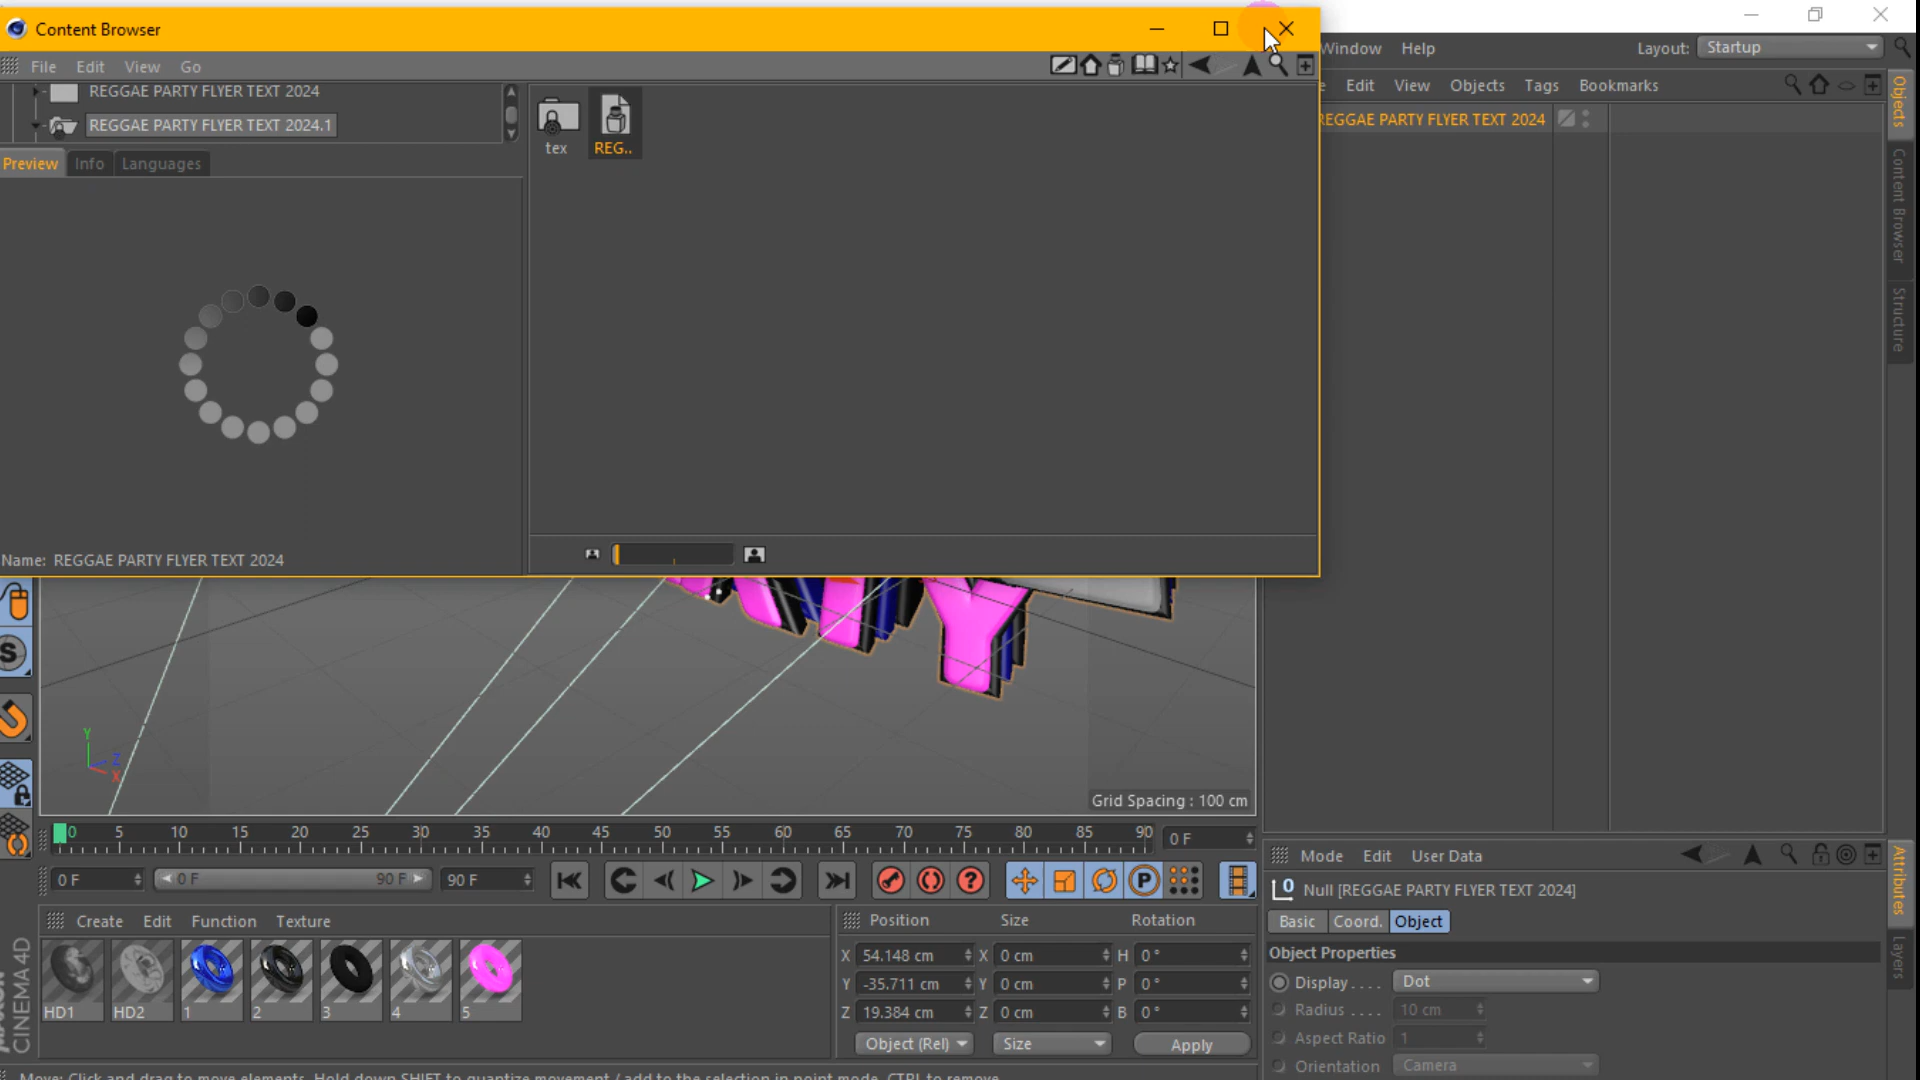 Content Browser
File Edit View Go
Window Help
Layout: Startup
REGGAE PARTY FLYER TEXT 2024
REGGAE PARTY FLYER TEXT 2024.1
Edit View Objects Tags Bookmarks
REGGAE PARTY FLYER TEXT 2024
tex
REG..
Preview Info Languages
Objects
Content Browser
Structure
Name: REGGAE PARTY FLYER TEXT 2024
S
Y
Z
X
Grid Spacing : 100 cm
0 5 10 15 20 25 30 35 40 45 50 55 60 65 70 75 80 85 90
0 F
0 F
0 F 90 F
90 F
P
Create Edit Function Texture
HD1 HD2 1 2 3 4 5
CINEMA 4D
Position Size Rotation
X 54.148 cm X 0 cm H 0 °
Y -35.711 cm Y 0 cm P 0 °
Z 19.384 cm Z 0 cm B 0 °
Object (Rel) Size Apply
Mode Edit User Data
Null [REGGAE PARTY FLYER TEXT 2024]
Basic Coord. Object
Object Properties
Display.... Dot
Radius .... 10 cm
Aspect Ratio 1
Orientation Camera
Attributes
Layers
Move: Click and drag to move elements. Hold down SHIFT to quantize movement / add to the selection in point mode, CTRL to remove.